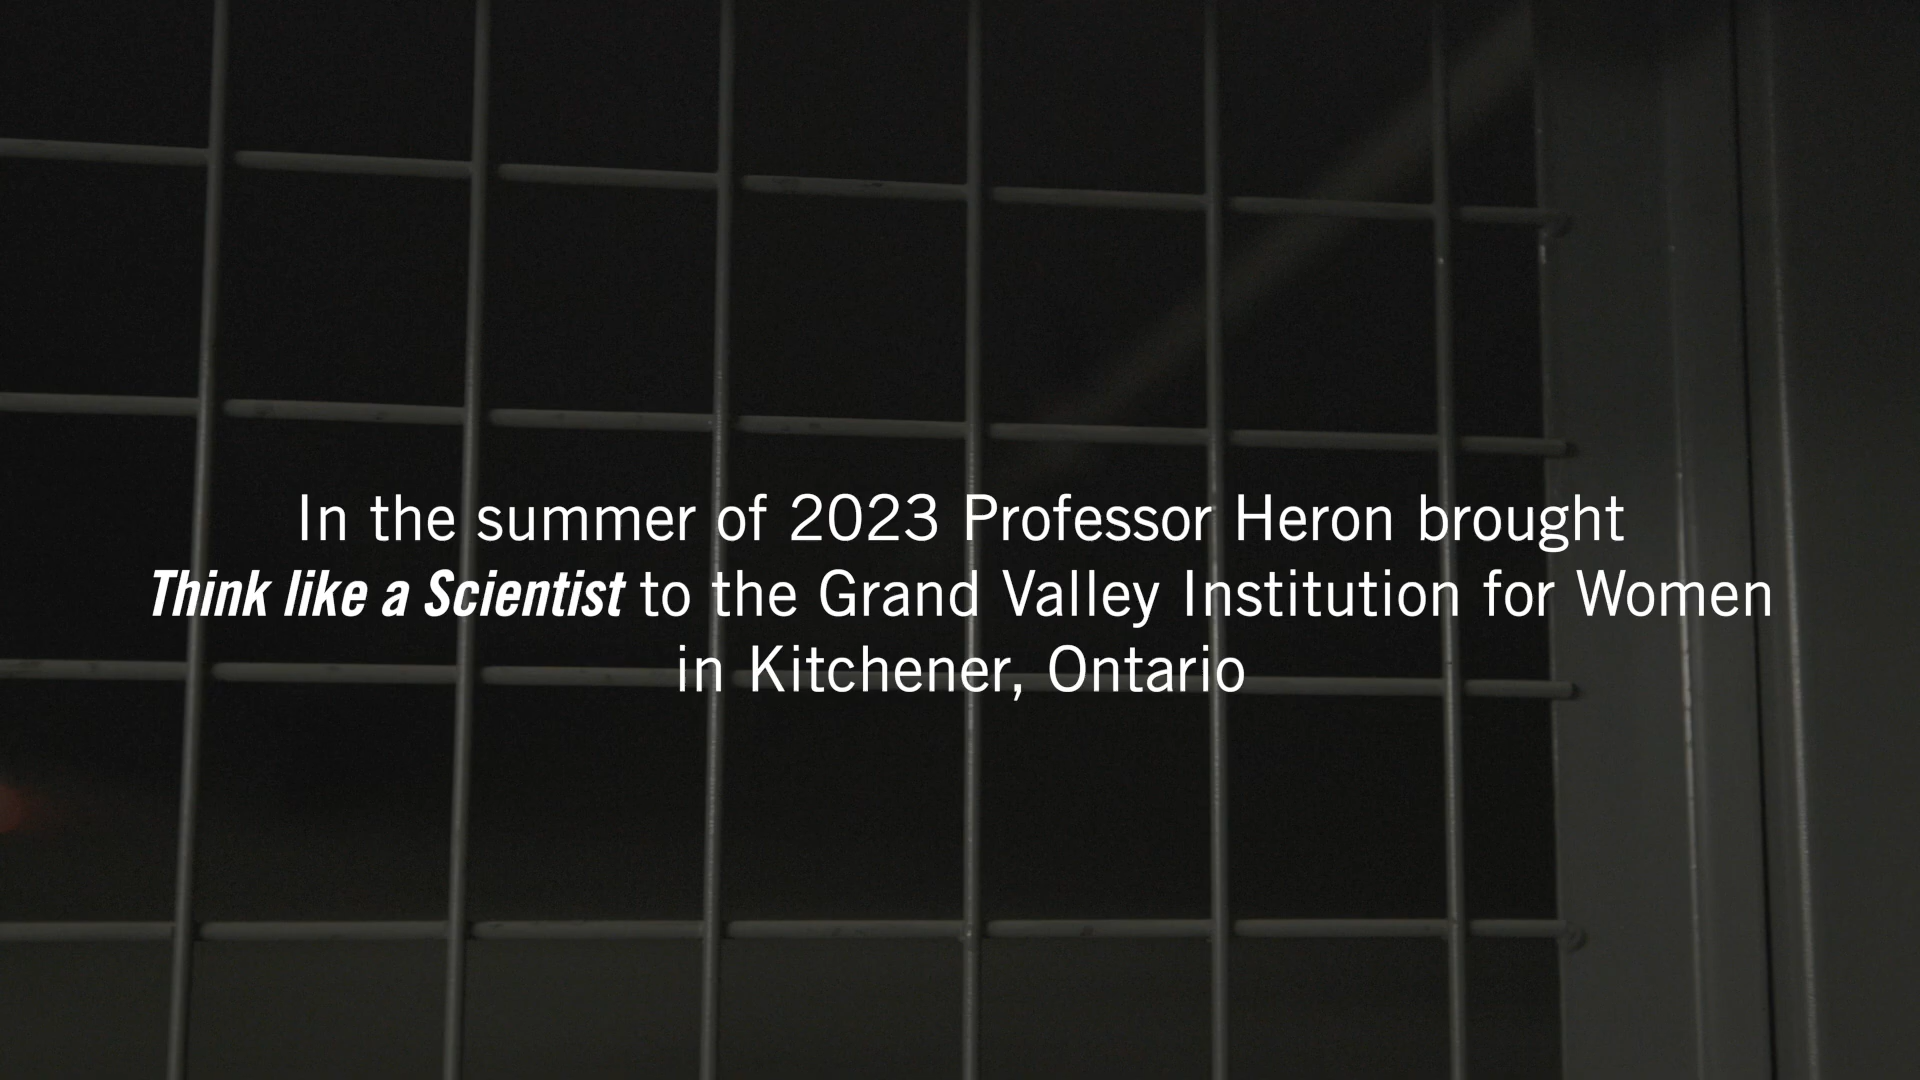 In the summer of 2023 Professor Heron brought
Think like a Scientist to the Grand Valley Institution for Women
in Kitchener, Ontario